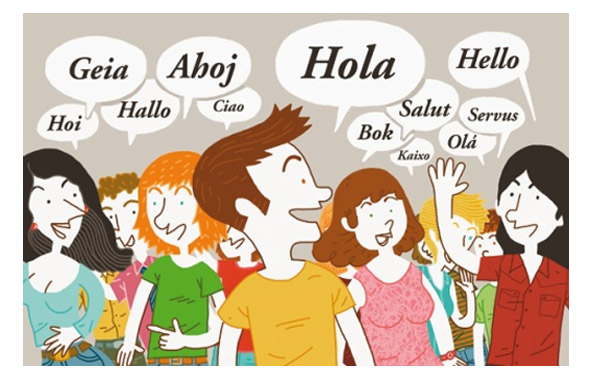 Geia
Ahoj
Hola
Hello
Hoi
Hallo
Ciao
Salut
Servus
Bok
Olá
Kaixo